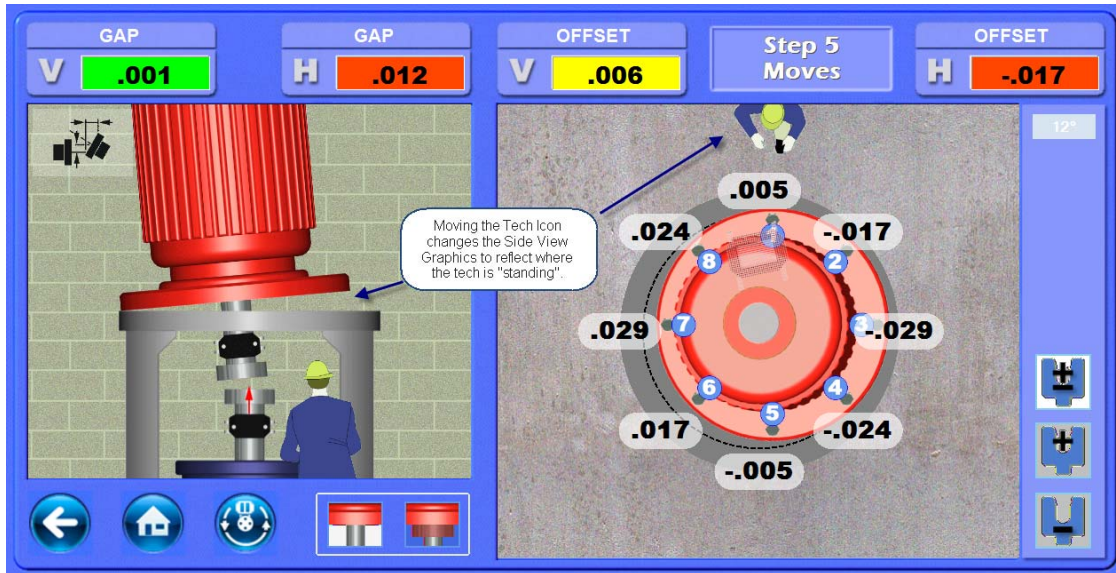 GAP
V .001
GAP
H .012
OFFSET
V .006
Step 5
Moves
OFFSET
H -.017
12°
Moving the Tech Icon
changes the Side View
Graphics to reflect where
the tech is "standing".
.005
.024
-.017
1
8
2
.029
7
3
-.029
6
4
5
.017
-.024
-.005